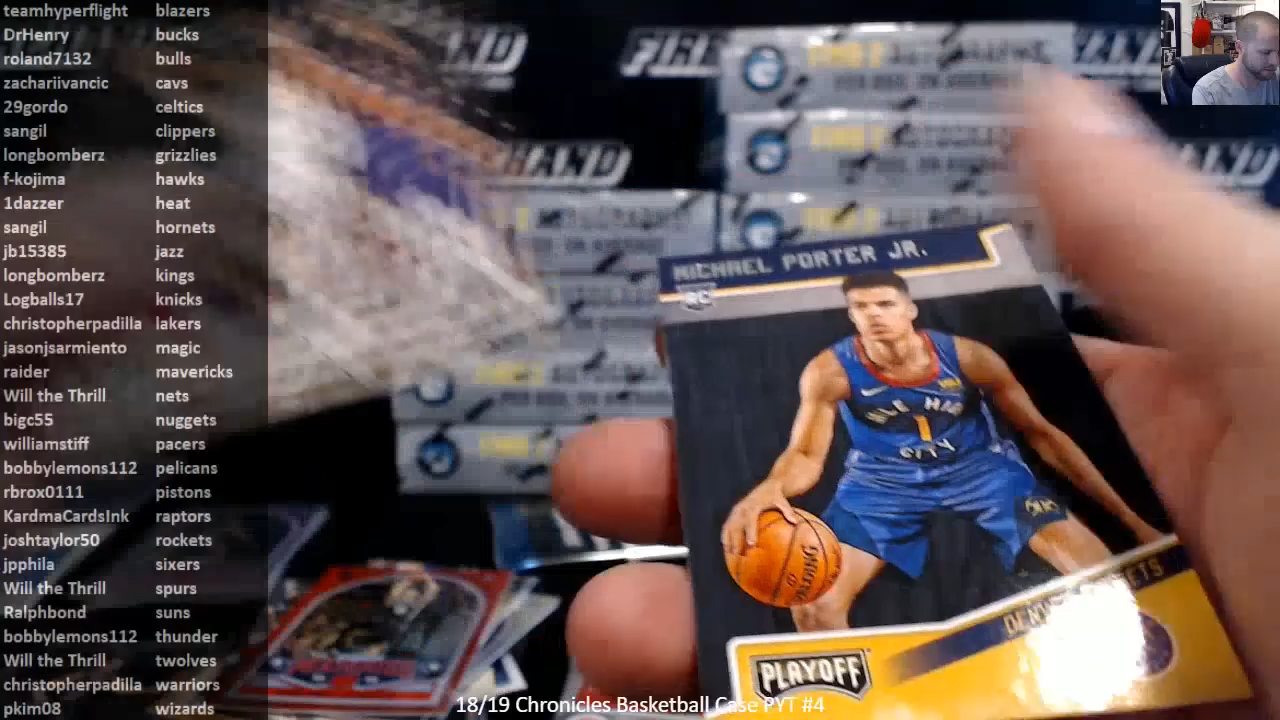 teamhyperflight blazers
DrHenry bucks
roland7132 bulls
zachariivancic cavs
29gordo celtics
sangil clippers
longbomberz grizzlies
f-kojima hawks
1dazzer heat
sangil hornets
jb15385 jazz
longbomberz kings
Logballs17 knicks
christopherpadilla lakers
jasonjsarmiento magic
raider mavericks
Will the Thrill nets
bigc55 nuggets
williamstiff pacers
bobbylemons112 pelicans
rbrox0111 pistons
KardmaCardsInk raptors
joshtaylor50 rockets
jpphila sixers
Will the Thrill spurs
Ralphbond suns
bobbylemons112 thunder
Will the Thrill twolves
christopherpadilla warriors
pkim08 wizards
MICHAEL PORTER JR.
RC
MILE HIGH
1
CITY
SPALDING
PLAYOFF
18/19 Chronicles Basketball Case PYT #4